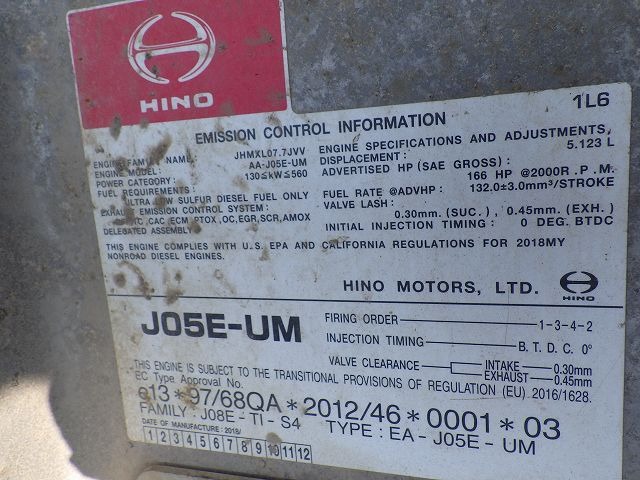 HINO
1L6
EMISSION CONTROL INFORMATION
ENGINE FAMILY NAME: JHMXL07.7JVV
ENGINE MODEL: AA-J05E-UM
POWER CATEGORY: 130≤kW≤560
FUEL REQUIREMENTS:
ULTRA LOW SULFUR DIESEL FUEL ONLY
EXHAUST EMISSION CONTROL SYSTEM:
,CAC,ECM,PTOX,OC,EGR,SCR,AMOX
DELEGATED ASSEMBLY
ENGINE SPECIFICATIONS AND ADJUSTMENTS,
DISPLACEMENT: 5.123 L
ADVERTISED HP (SAE GROSS):
166 HP @2000R.P.M.
FUEL RATE @ADVHP: 132.0±3.0mm³/STROKE
VALVE LASH:
0.30mm. (SUC.), 0.45mm. (EXH.)
INITIAL INJECTION TIMING: 0 DEG. BTDC
THIS ENGINE COMPLIES WITH U.S. EPA AND CALIFORNIA REGULATIONS FOR 2018MY
NONROAD DIESEL ENGINES.
HINO MOTORS, LTD.
HINO
J05E-UM
FIRING ORDER 1-3-4-2
INJECTION TIMING B.T.D.C. 0°
VALVE CLEARANCE INTAKE 0.30mm
EXHAUST 0.45mm
THIS ENGINE IS SUBJECT TO THE TRANSITIONAL PROVISIONS OF REGULATION (EU) 2016/1628.
EC Type Approval No.
e13*97/68QA*2012/46*0001*03
FAMILY: J08E-TI-S4 TYPE: EA-J05E-UM
DATE OF MANUFACTURE: 2018/
1 2 3 4 5 6 7 8 9 10 11 12